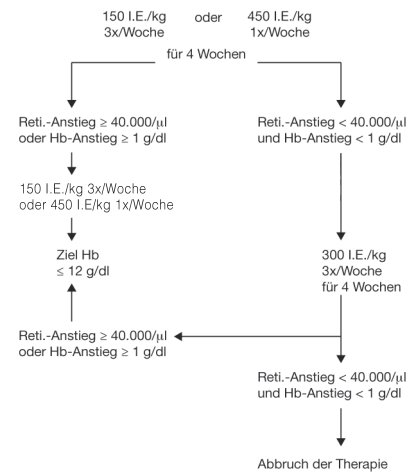 150 I.E./kg oder 450 I.E./kg
3x/Woche 1x/Woche
für 4 Wochen
Reti.-Anstieg ≥ 40.000/µl
oder Hb-Anstieg ≥ 1 g/dl
Reti.-Anstieg < 40.000/µl
und Hb-Anstieg < 1 g/dl
150 I.E./kg 3x/Woche
oder 450 I.E/kg 1x/Woche
Ziel Hb
≤ 12 g/dl
300 I.E./kg
3x/Woche
für 4 Wochen
Reti.-Anstieg ≥ 40.000/µl
oder Hb-Anstieg ≥ 1 g/dl
Reti.-Anstieg < 40.000/µl
und Hb-Anstieg < 1 g/dl
Abbruch der Therapie